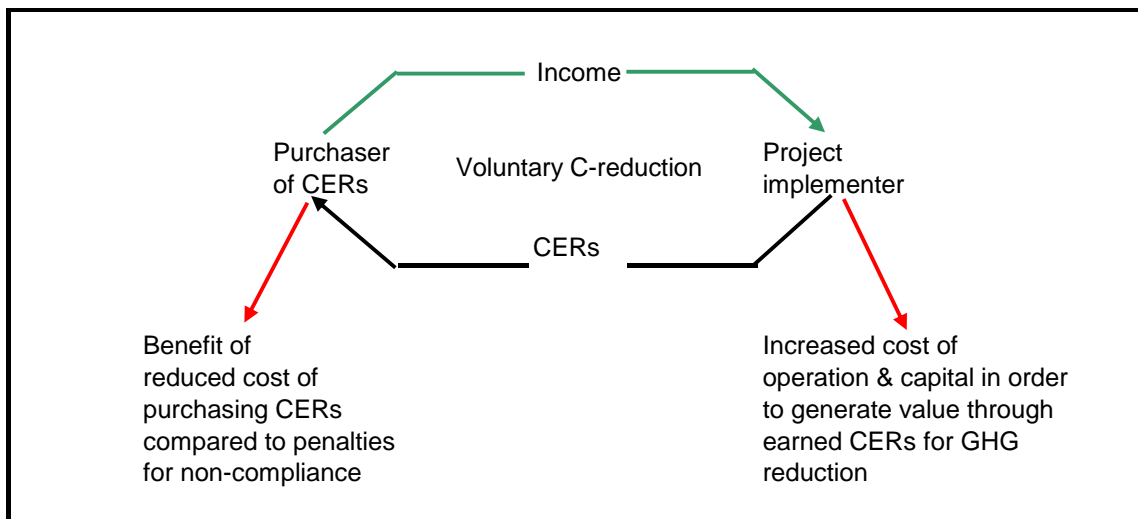 Income
Purchaser
of CERs
Voluntary C-reduction
Project
implementer
CERs
Benefit of
reduced cost of
purchasing CERs
compared to penalties
for non-compliance
Increased cost of
operation & capital in order
to generate value through
earned CERs for GHG
reduction